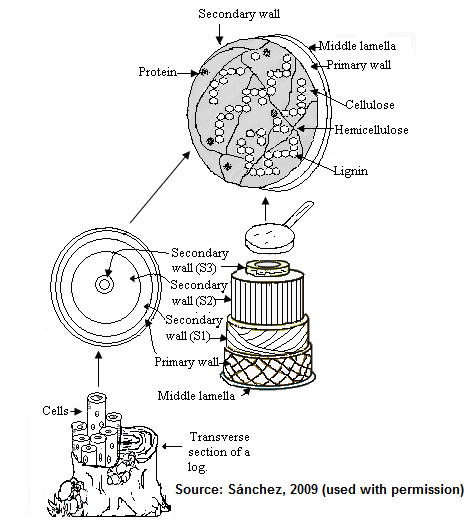 Secondary wall
Middle lamella
Primary wall
Protein
Cellulose
Hemicellulose
Lignin
Secondary
wall (S3)
Secondary
wall (S2)
Secondary
wall (S1)
Primary wall
Middle lamella
Cells
Transverse
section of a
log.
Source: Sánchez, 2009 (used with permission)